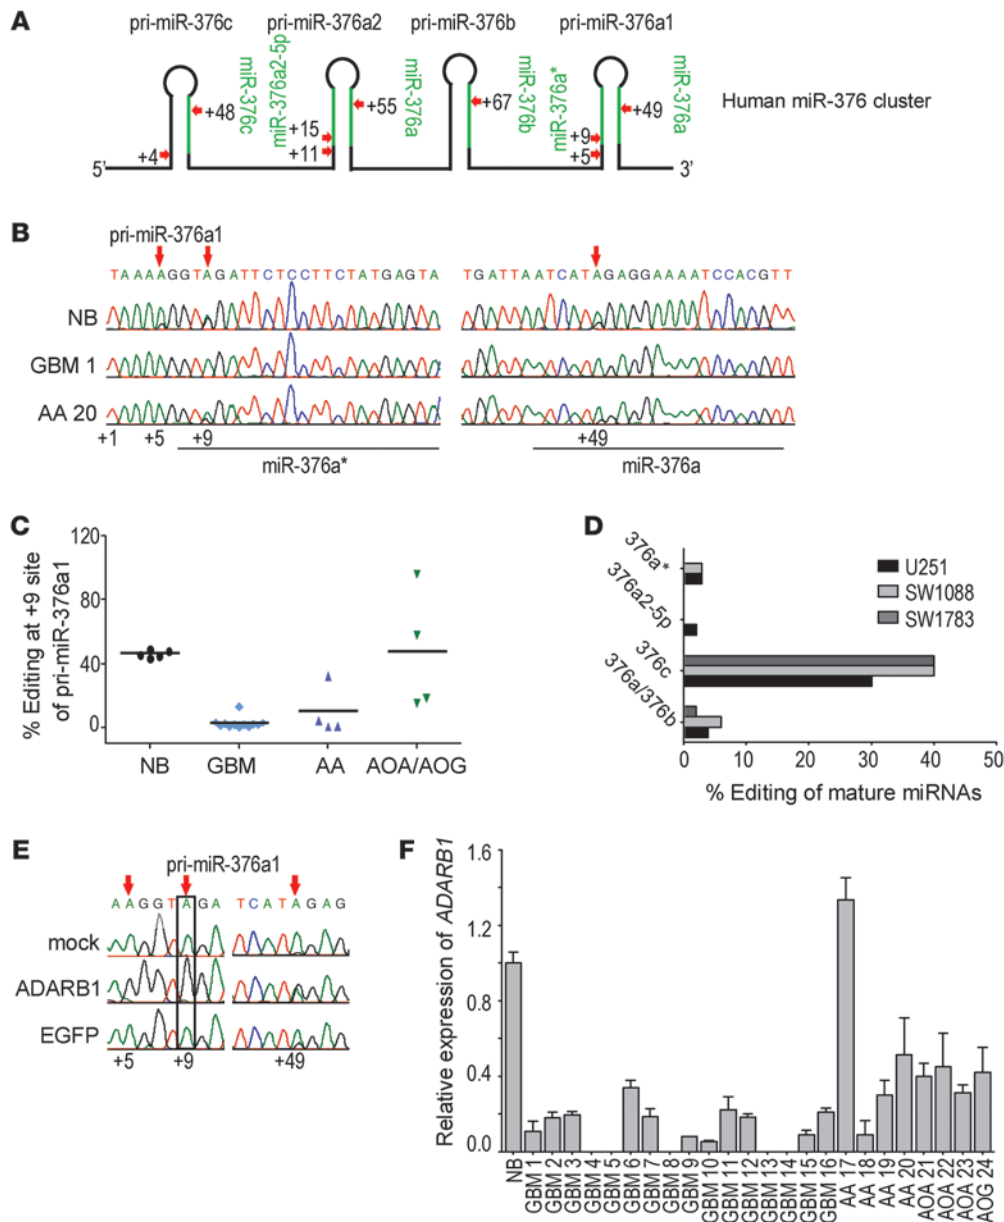 A
pri-miR-376c pri-miR-376a2 pri-miR-376b pri-miR-376a1
miR-376c
miR-376a2-5p
miR-376a
miR-376b
miR-376a*
miR-376a
+48
+4
+55
+15
+11
+67
+49
+9
+5
5'
3'
Human miR-376 cluster
B
pri-miR-376a1
TAAAAGGTAGATTCTCCTTCTATGAGTA TGATTAATCATAGAGGAAAATCCACGTT
NB
GBM 1
AA 20
+1 +5 +9 +49
miR-376a* miR-376a
C
% Editing at +9 site
of pri-miR-376a1
120
80
40
0
NB GBM AA AOA/AOG
D
376a*
376a2-5p
376c
376a/376b
U251
SW1088
SW1783
0 10 20 30 40 50
% Editing of mature miRNAs
E
pri-miR-376a1
AAGGTAGA TCATAGAG
mock
ADARB1
EGFP
+5 +9 +49
F
Relative expression of ADARB1
1.6
1.2
0.8
0.4
0.0
NB
GBM 1
GBM 2
GBM 3
GBM 4
GBM 5
GBM 6
GBM 7
GBM 8
GBM 9
GBM 10
GBM 11
GBM 12
GBM 13
GBM 14
GBM 15
GBM 16
AA 17
AA 18
AA 19
AA 20
AOA 21
AOA 22
AOA 23
AOG 24